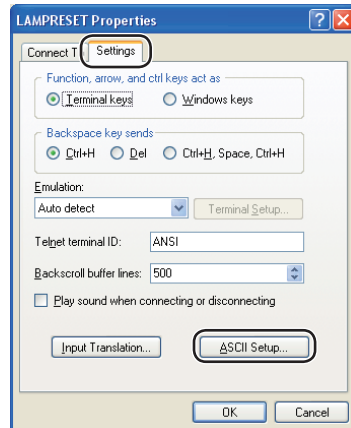 LAMPRESET Properties
Connect T Settings
Function, arrow, and ctrl keys act as
Terminal keys Windows keys
Backspace key sends
Ctrl+H Del Ctrl+H, Space, Ctrl+H
Emulation:
Auto detect Terminal Setup...
Telnet terminal ID: ANSI
Backscroll buffer lines: 500
Play sound when connecting or disconnecting
Input Translation... ASCII Setup...
OK Cancel